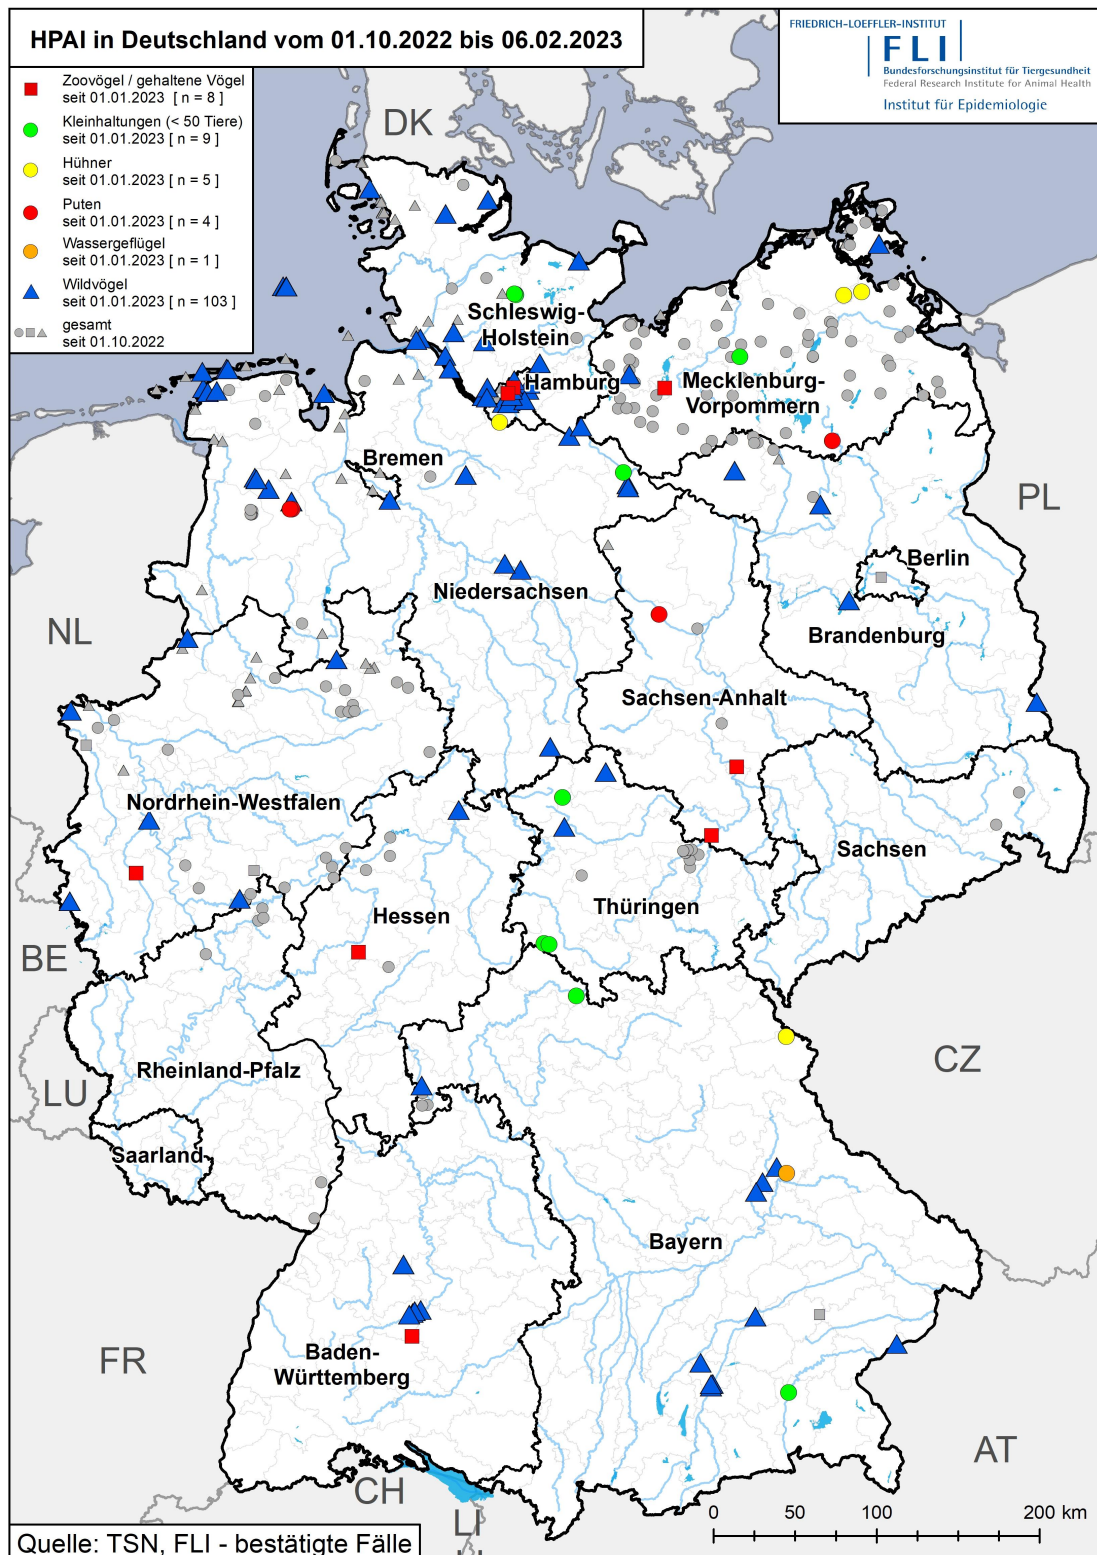 HPAI in Deutschland vom 01.10.2022 bis 06.02.2023
FRIEDRICH-LOEFFLER-INSTITUT
FLI
Bundesforschungsinstitut für Tiergesundheit
Federal Research Institute for Animal Health
Institut für Epidemiologie
Zoovögel / gehaltene Vögel
seit 01.01.2023 [ n = 8 ]
Kleinhaltungen (< 50 Tiere)
seit 01.01.2023 [ n = 9 ]
Hühner
seit 01.01.2023 [ n = 5 ]
Puten
seit 01.01.2023 [ n = 4 ]
Wassergeflügel
seit 01.01.2023 [ n = 1 ]
Wildvögel
seit 01.01.2023 [ n = 103 ]
gesamt
seit 01.10.2022
DK
Schleswig-
Holstein
Hamburg
Mecklenburg-
Vorpommern
Bremen
PL
Berlin
Niedersachsen
NL
Brandenburg
Sachsen-Anhalt
Nordrhein-Westfalen
Sachsen
Thüringen
Hessen
BE
CZ
Rheinland-Pfalz
LU
Saarland
Bayern
FR
Baden-
Württemberg
AT
CH
LI
0 50 100 200 km
Quelle: TSN, FLI - bestätigte Fälle